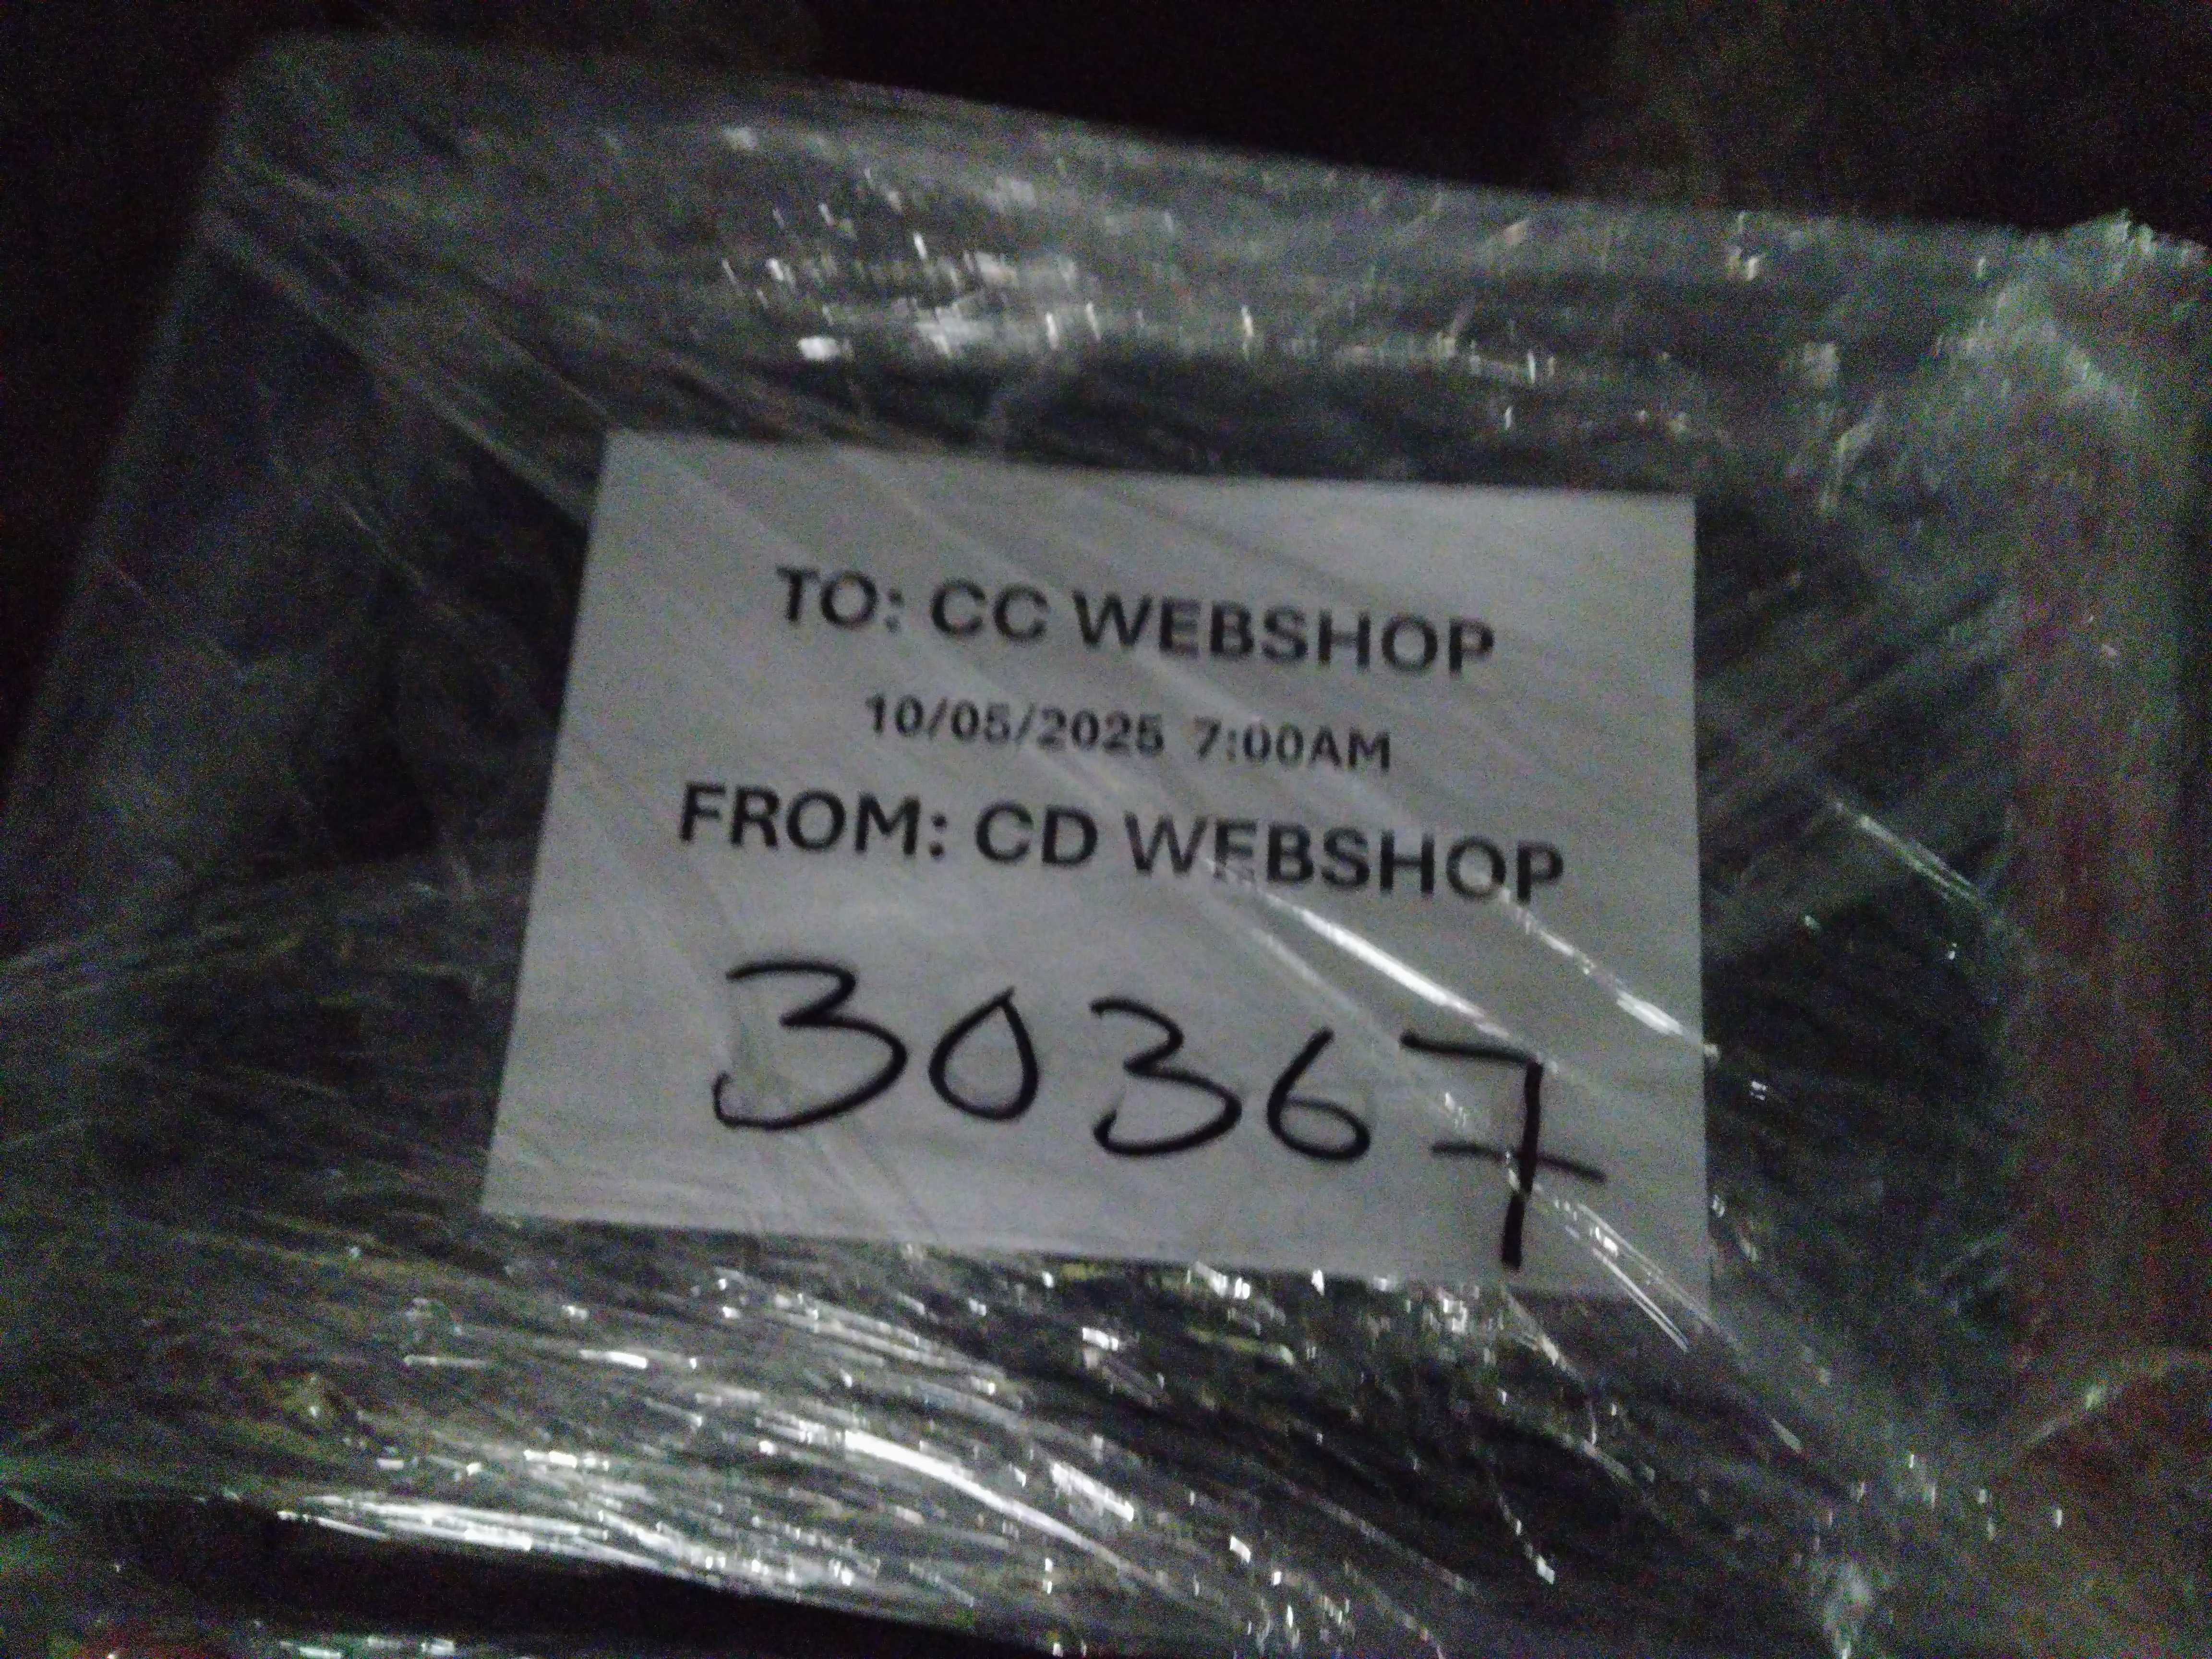 TO: CC WEBSHOP
10/05/2025 7:00AM
FROM: CD WEBSHOP
30367